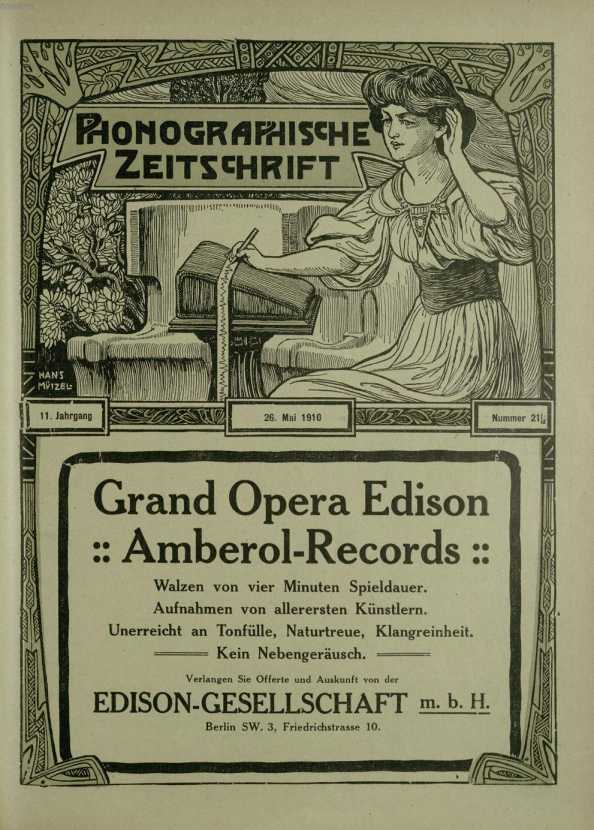 PHONOGRAPHISCHE
ZEITSCHRIFT
HANS
MÜTZEL
11. Jahrgang
26. Mai 1910
Nummer 21½
Grand Opera Edison
:: Amberol-Records ::
Walzen von vier Minuten Spieldauer.
Aufnahmen von allerersten Künstlern.
Unerreicht an Tonfülle, Naturtreue, Klangreinheit.
Kein Nebengeräusch.
Verlangen Sie Offerte und Auskunft von der
EDISON-GESELLSCHAFT m. b. H.
Berlin SW. 3, Friedrichstrasse 10.